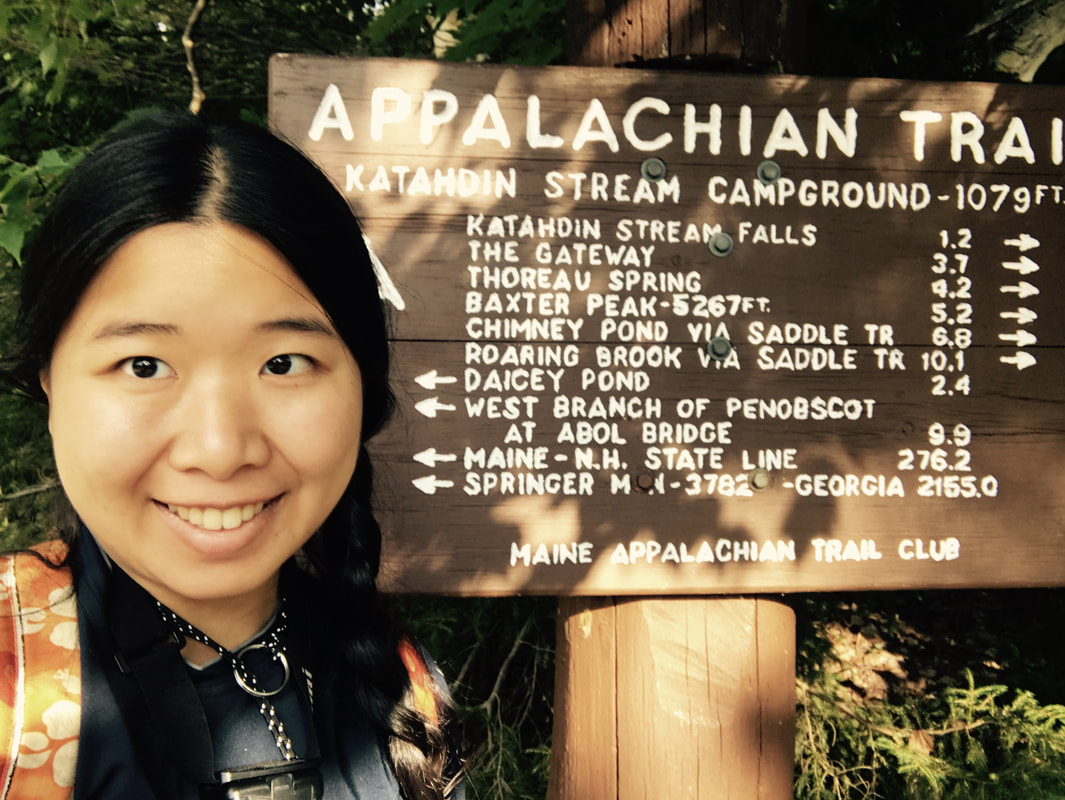 APPALACHIAN TRAI
KATAHDIN STREAM CAMPGROUND-1079FT.
KATAHDIN STREAM FALLS 1.2 →
THE GATEWAY 3.7 →
THOREAU SPRING 4.2 →
BAXTER PEAK-5267FT. 5.2 →
CHIMNEY POND VIA SADDLE TR 6.8 →
ROARING BROOK VIA SADDLE TR 10.1 →
← DAICEY POND 2.4
← WEST BRANCH OF PENOBSCOT
AT ABOL BRIDGE 9.9
← MAINE-N.H. STATE LINE 276.2
← SPRINGER M N-3782 -GEORGIA 2155.0
MAINE APPALACHIAN TRAIL CLUB